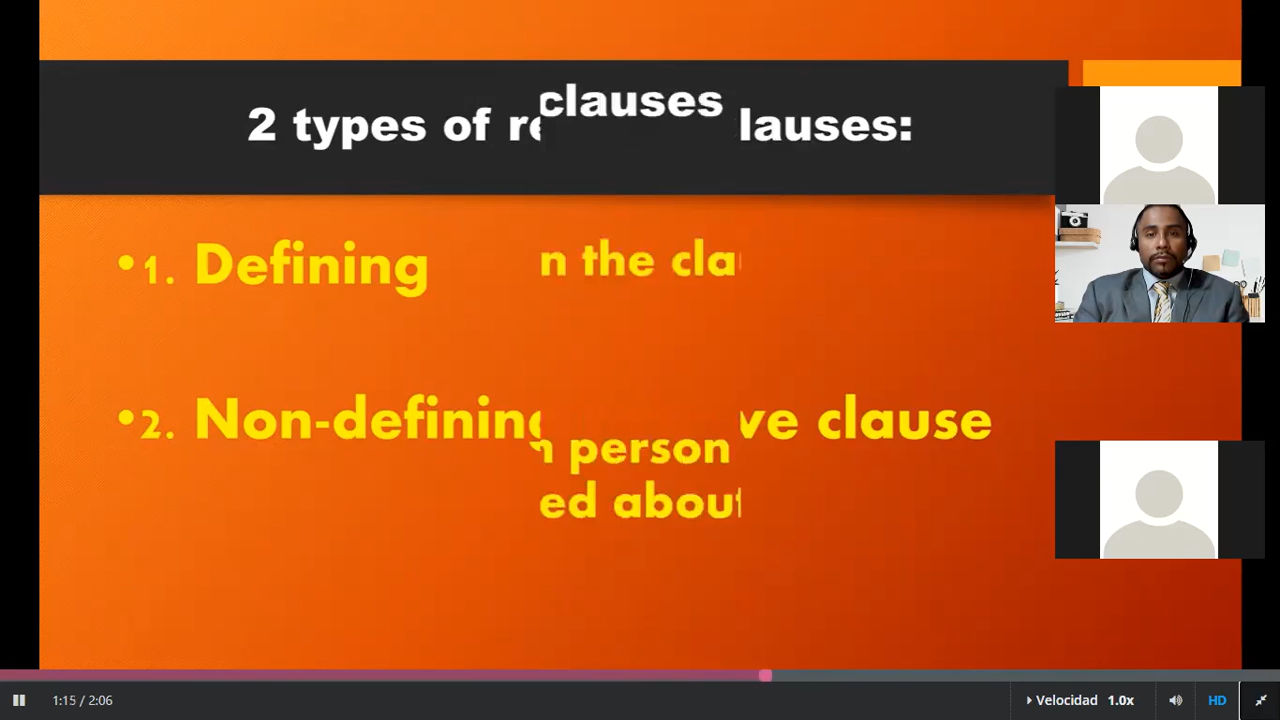 2 types of re clauses lauses:
•1. Defining n the cla
•2. Non-defining ve clause
person
ed about
1:15 / 2:06
Velocidad 1.0x
HD